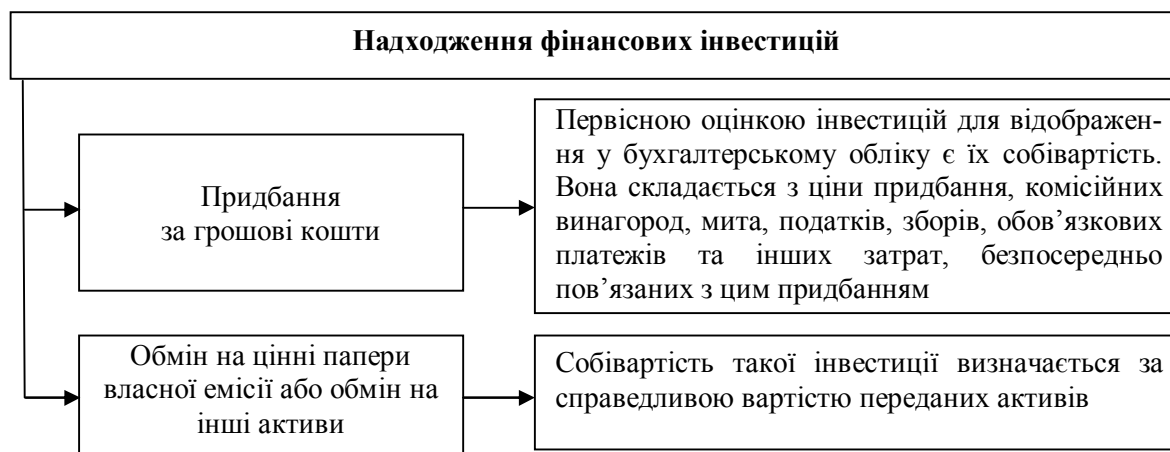 Надходження фінансових інвестицій
Придбання
за грошові кошти
Первісною оцінкою інвестицій для відображен-
ня у бухгалтерському обліку є їх собівартість.
Вона складається з ціни придбання, комісійних
винагород, мита, податків, зборів, обов’язкових
платежів та інших затрат, безпосередньо
пов’язаних з цим придбанням
Обмін на цінні папери
власної емісії або обмін на
інші активи
Собівартість такої інвестиції визначається за
справедливою вартістю переданих активів